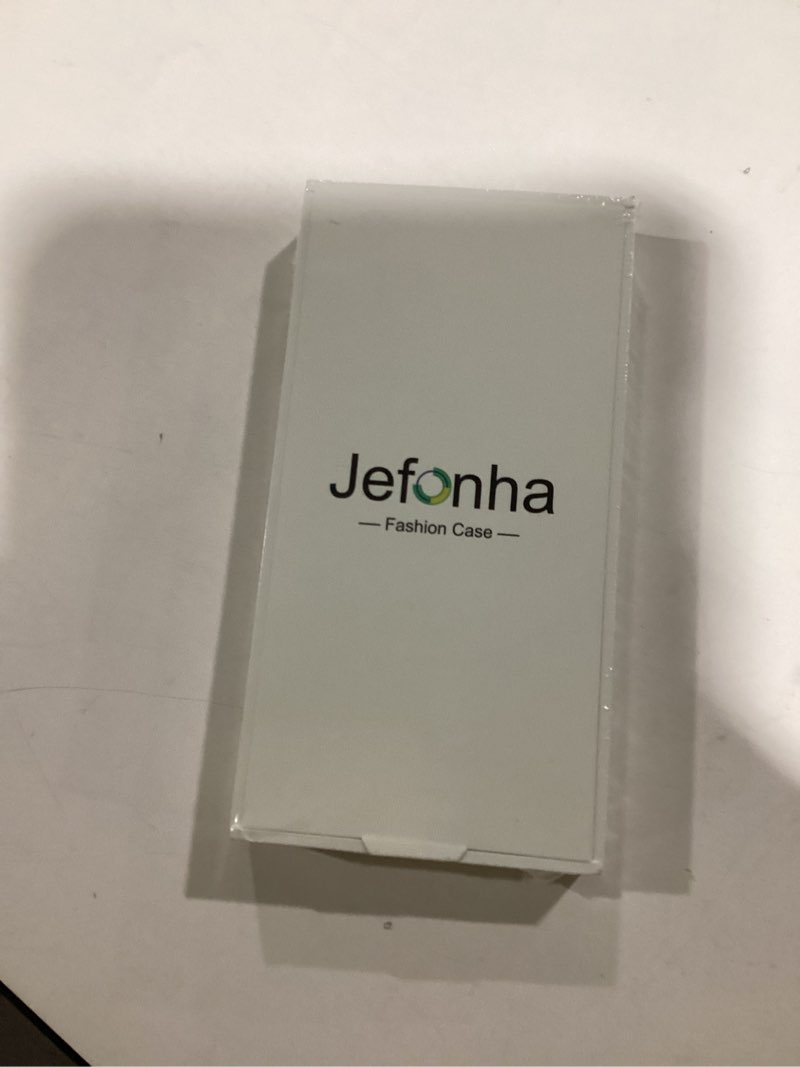 Jefonha
— Fashion Case —